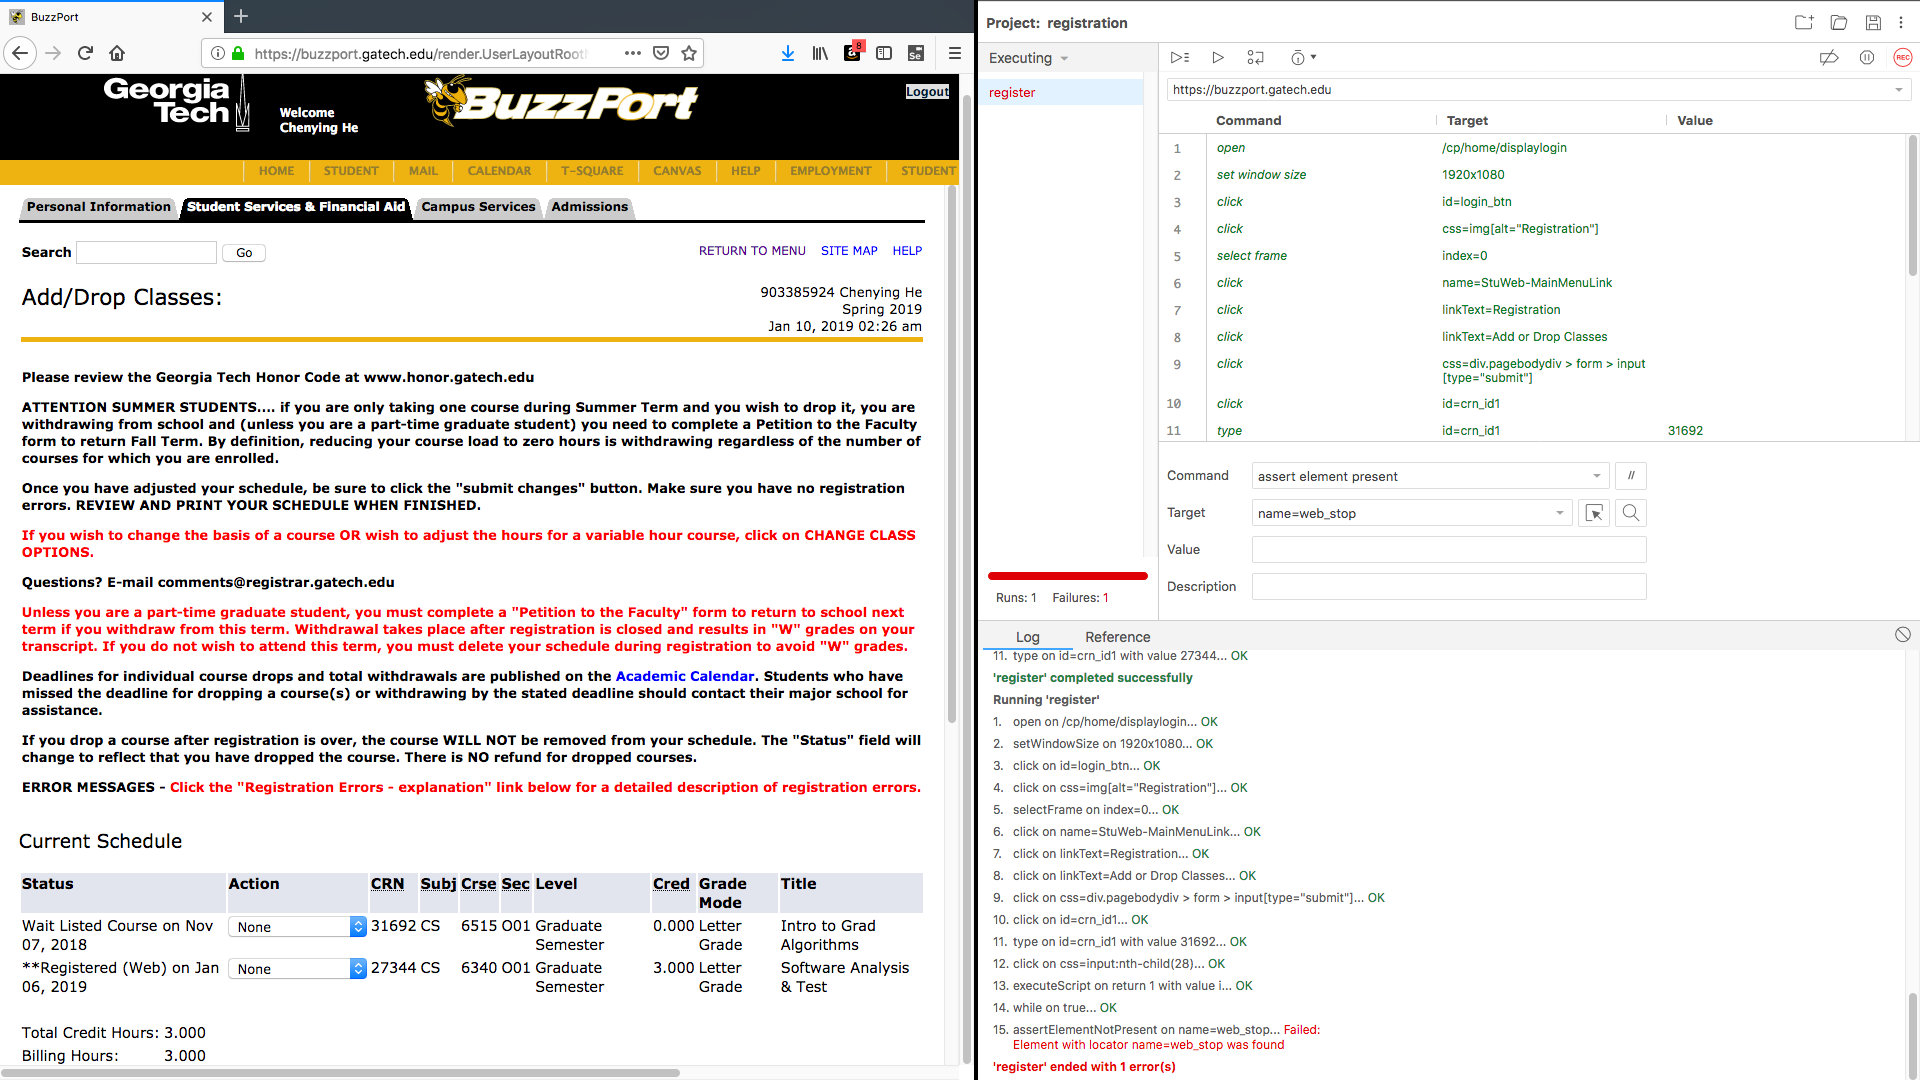 BuzzPort
https://buzzport.gatech.edu/render.UserLayoutRootN
8
Se
Georgia
Tech
Welcome
Chenying He
BuzzPort
Logout
HOME
STUDENT
MAIL
CALENDAR
T-SQUARE
CANVAS
HELP
EMPLOYMENT
STUDENT
Personal Information
Student Services & Financial Aid
Campus Services
Admissions
Search
Go
RETURN TO MENU
SITE MAP
HELP
Add/Drop Classes:
903385924 Chenying He
Spring 2019
Jan 10, 2019 02:26 am
Please review the Georgia Tech Honor Code at www.honor.gatech.edu
ATTENTION SUMMER STUDENTS.... if you are only taking one course during Summer Term and you wish to drop it, you are
withdrawing from school and (unless you are a part-time graduate student) you need to complete a Petition to the Faculty
form to return Fall Term. By definition, reducing your course load to zero hours is withdrawing regardless of the number of
courses for which you are enrolled.
Once you have adjusted your schedule, be sure to click the "submit changes" button. Make sure you have no registration
errors. REVIEW AND PRINT YOUR SCHEDULE WHEN FINISHED.
If you wish to change the basis of a course OR wish to adjust the hours for a variable hour course, click on CHANGE CLASS
OPTIONS.
Questions? E-mail comments@registrar.gatech.edu
Unless you are a part-time graduate student, you must complete a "Petition to the Faculty" form to return to school next
term if you withdraw from this term. Withdrawal takes place after registration is closed and results in "W" grades on your
transcript. If you do not wish to attend this term, you must delete your schedule during registration to avoid "W" grades.
Deadlines for individual course drops and total withdrawals are published on the Academic Calendar. Students who have
missed the deadline for dropping a course(s) or withdrawing by the stated deadline should contact their major school for
assistance.
If you drop a course after registration is over, the course WILL NOT be removed from your schedule. The "Status" field will
change to reflect that you have dropped the course. There is NO refund for dropped courses.
ERROR MESSAGES - Click the "Registration Errors - explanation" link below for a detailed description of registration errors.
Current Schedule
Status Action CRN Subj Crse Sec Level Cred Grade Mode Title
Wait Listed Course on Nov None 31692 CS 6515 O01 Graduate 0.000 Letter Intro to Grad
07, 2018 Semester Grade Algorithms
**Registered (Web) on Jan None 27344 CS 6340 O01 Graduate 3.000 Letter Software Analysis
06, 2019 Semester Grade & Test
Total Credit Hours: 3.000
Billing Hours: 3.000
Project: registration
Executing
REC
register
https://buzzport.gatech.edu
Command Target Value
1 open /cp/home/displaylogin
2 set window size 1920x1080
3 click id=login_btn
4 click css=img[alt="Registration"]
5 select frame index=0
6 click name=StuWeb-MainMenuLink
7 click linkText=Registration
8 click linkText=Add or Drop Classes
9 click css=div.pagebodydiv > form > input
[type="submit"]
10 click id=crn_id1
11 type id=crn_id1 31692
Command assert element present //
Target name=web_stop
Value
Description
Runs: 1 Failures: 1
Log Reference
11. type on id=crn_id1 with value 27344... OK
'register' completed successfully
Running 'register'
1. open on /cp/home/displaylogin... OK
2. setWindowSize on 1920x1080... OK
3. click on id=login_btn... OK
4. click on css=img[alt="Registration"]... OK
5. selectFrame on index=0... OK
6. click on name=StuWeb-MainMenuLink... OK
7. click on linkText=Registration... OK
8. click on linkText=Add or Drop Classes... OK
9. click on css=div.pagebodydiv > form > input[type="submit"]... OK
10. click on id=crn_id1... OK
11. type on id=crn_id1 with value 31692... OK
12. click on css=input:nth-child(28)... OK
13. executeScript on return 1 with value i... OK
14. while on true... OK
15. assertElementNotPresent on name=web_stop... Failed:
Element with locator name=web_stop was found
'register' ended with 1 error(s)